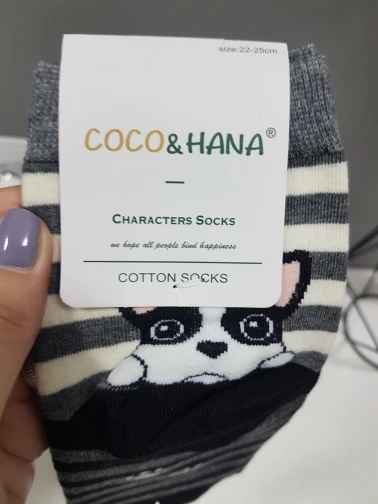 size:22-25cm
COCO&HANA®
CHARACTERS SOCKS
we hope all people bind happiness
COTTON SOCKS